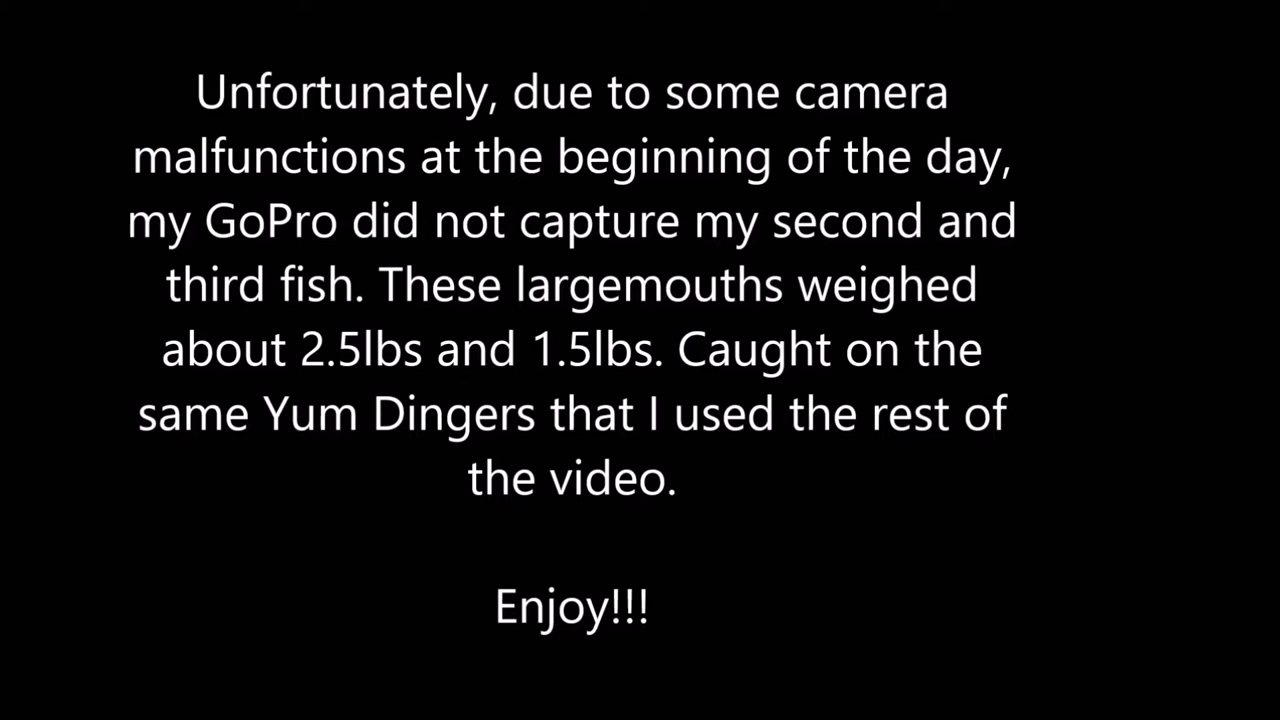 Unfortunately, due to some camera
malfunctions at the beginning of the day,
my GoPro did not capture my second and
third fish. These largemouths weighed
about 2.5lbs and 1.5lbs. Caught on the
same Yum Dingers that I used the rest of
the video.
Enjoy!!!